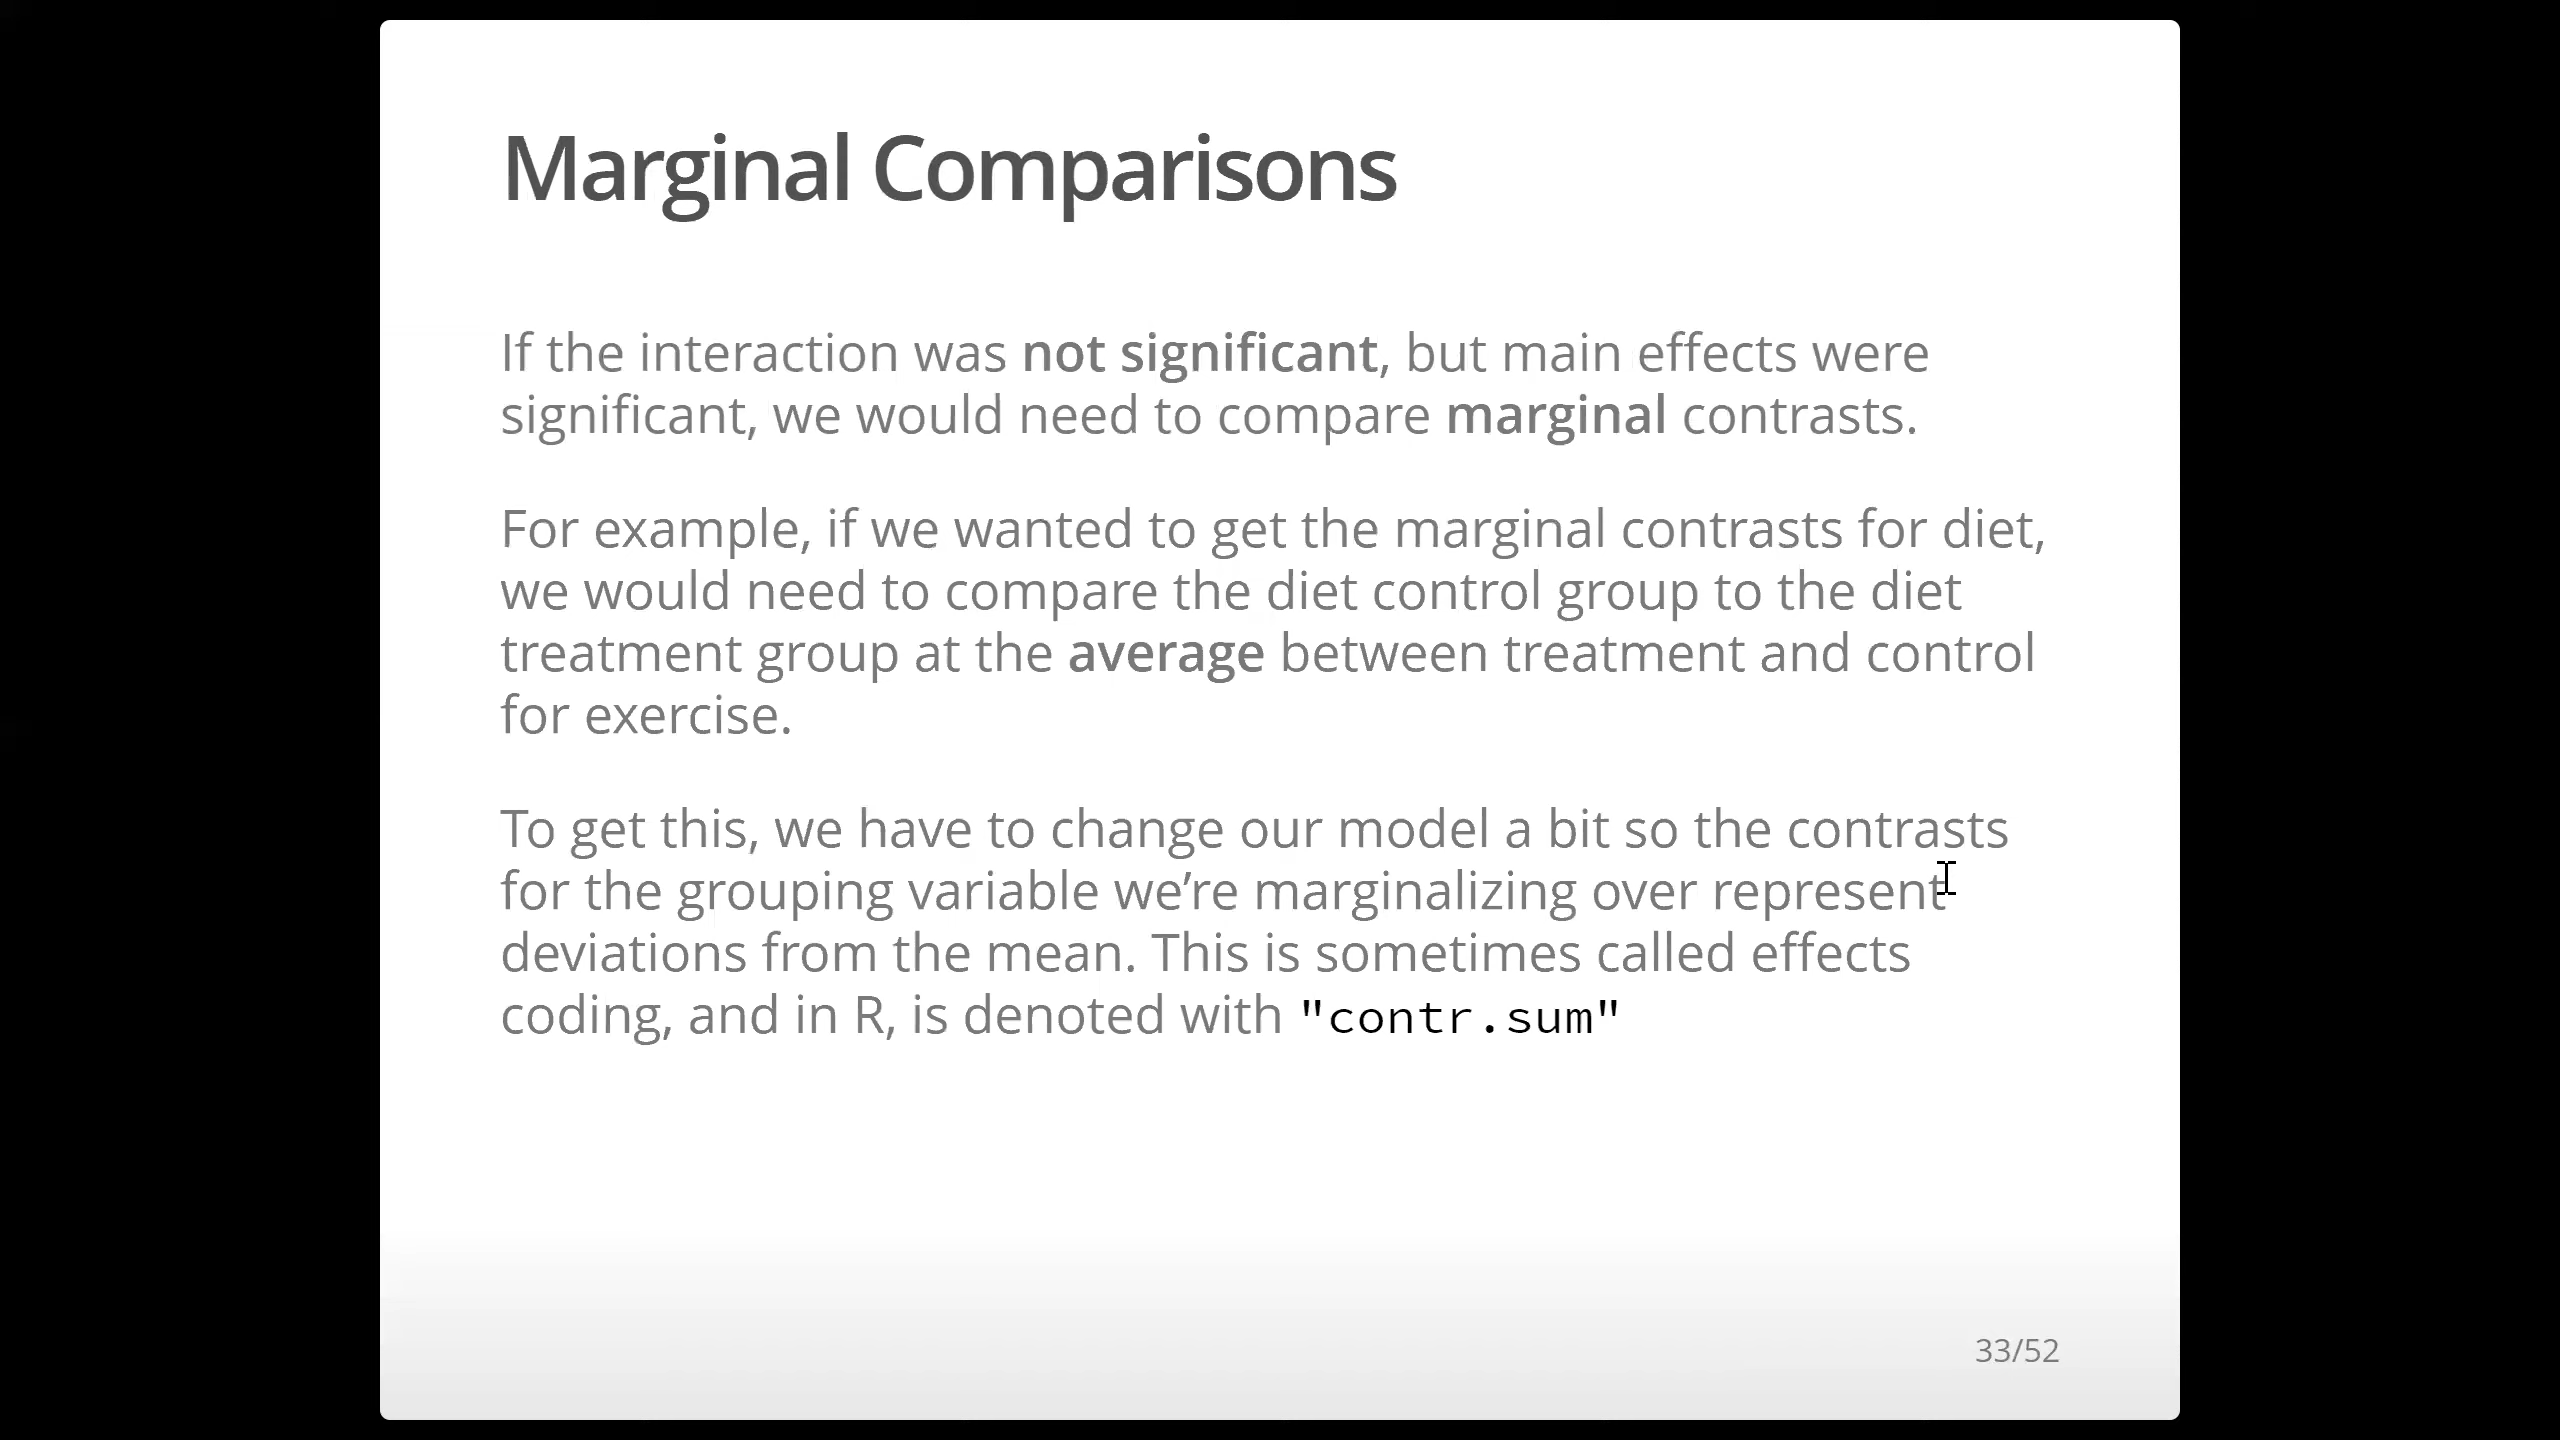 Marginal Comparisons
If the interaction was not significant, but main effects were
significant, we would need to compare marginal contrasts.
For example, if we wanted to get the marginal contrasts for diet,
we would need to compare the diet control group to the diet
treatment group at the average between treatment and control
for exercise.
To get this, we have to change our model a bit so the contrasts
for the grouping variable we’re marginalizing over represent
deviations from the mean. This is sometimes called effects
coding, and in R, is denoted with "contr.sum"
33/52